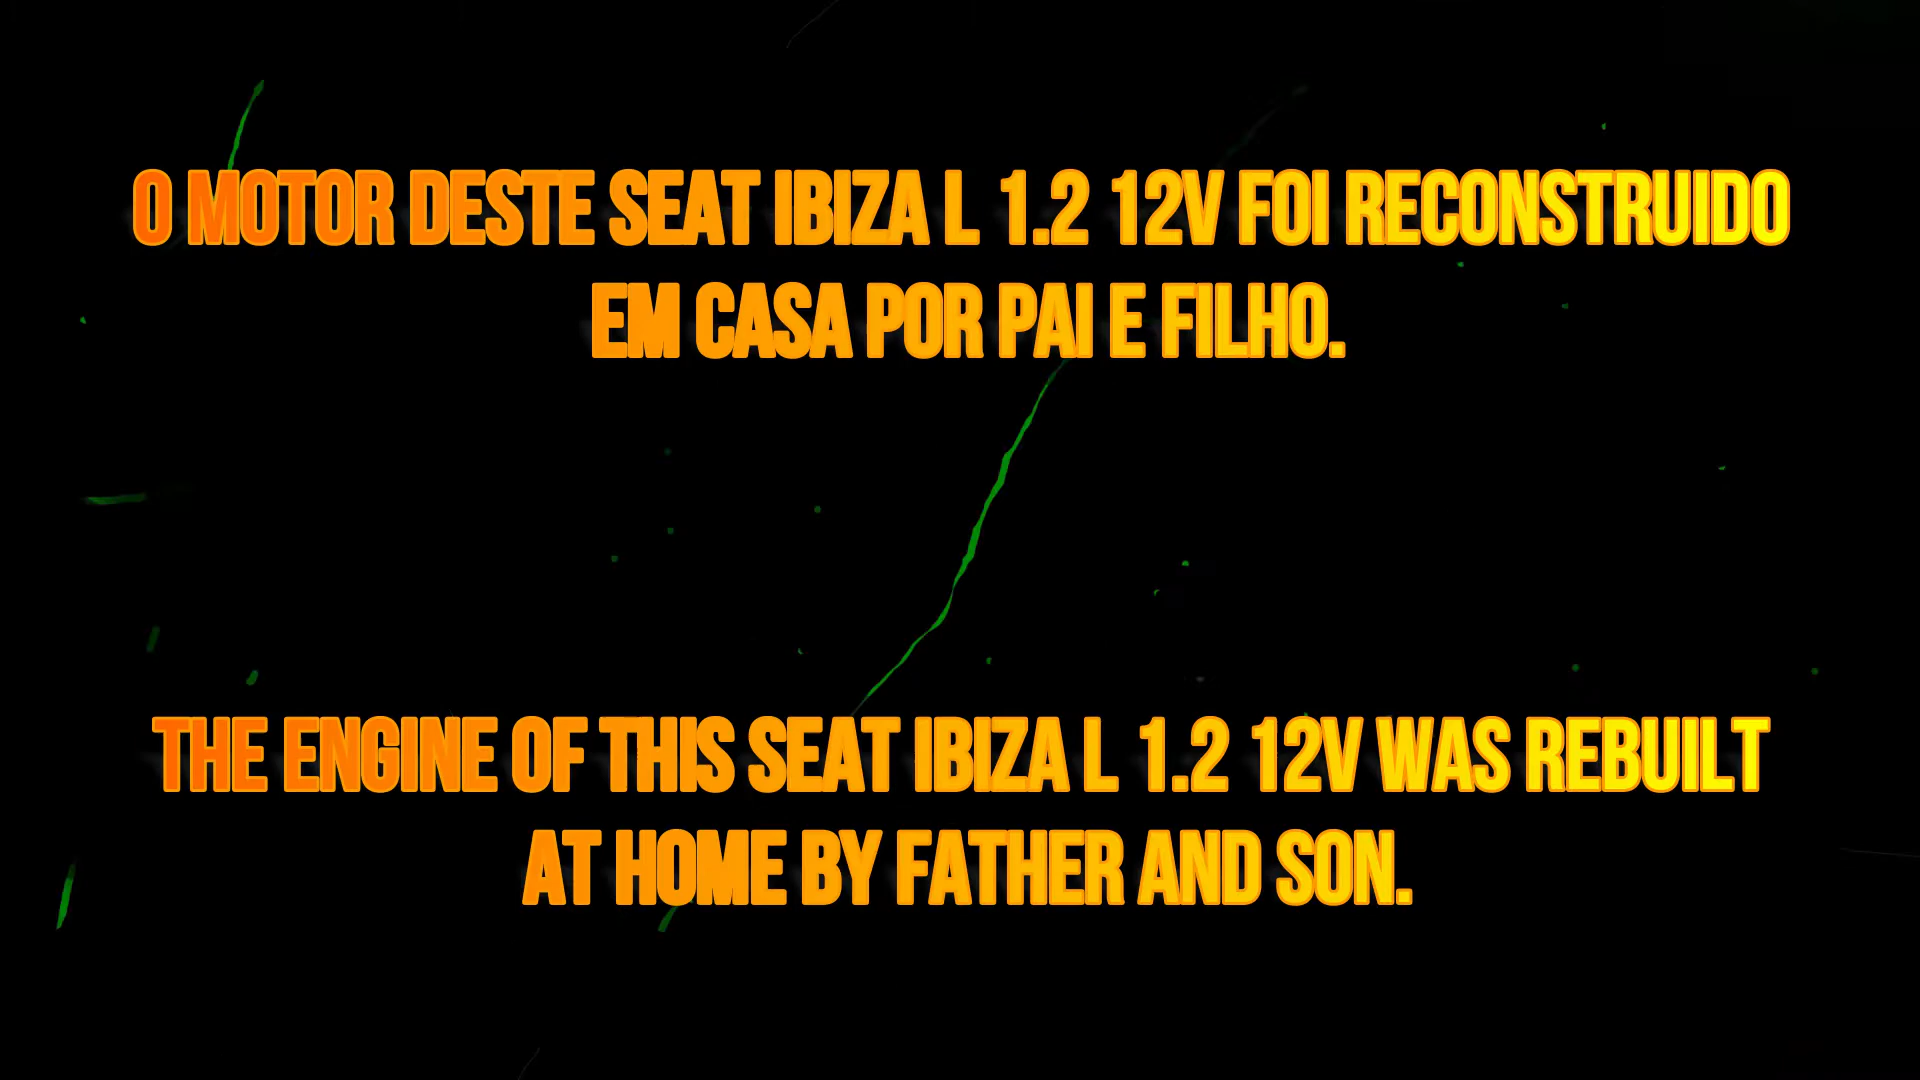 O MOTOR DESTE SEAT IBIZA L 1.2 12V FOI RECONSTRUIDO
EM CASA POR PAI E FILHO.
THE ENGINE OF THIS SEAT IBIZA L 1.2 12V WAS REBUILT
AT HOME BY FATHER AND SON.